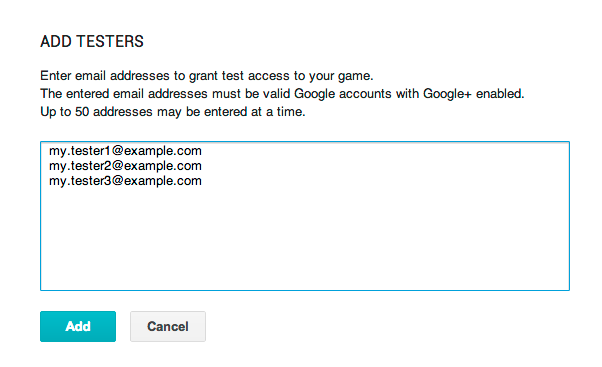 ADD TESTERS
Enter email addresses to grant test access to your game.
The entered email addresses must be valid Google accounts with Google+ enabled.
Up to 50 addresses may be entered at a time.
my.tester1@example.com
my.tester2@example.com
my.tester3@example.com
Add
Cancel